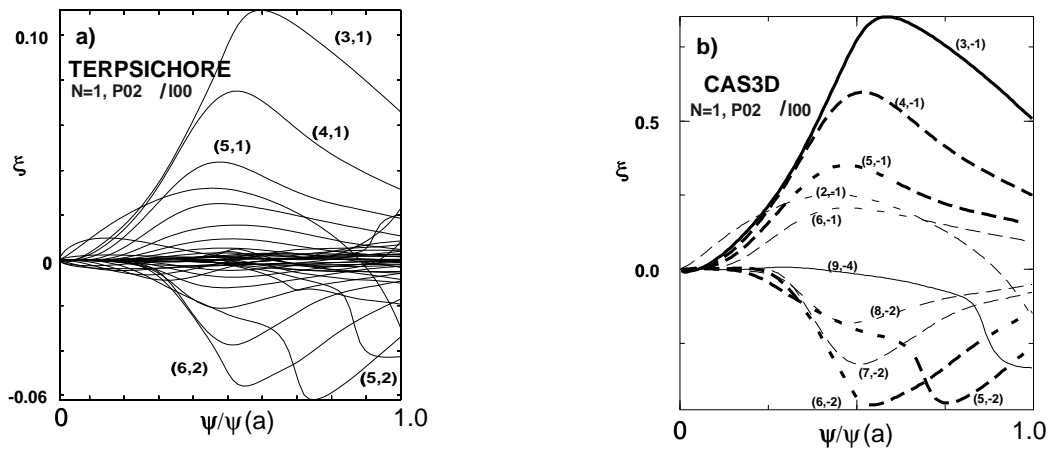 a)
TERPSICHORE
N=1, P02 /l00
0.10
0
-0.06
ξ
(3,1)
(4,1)
(5,1)
(6,2)
(5,2)
0
1.0
ψ/ψ(a)
b)
CAS3D
N=1, P02 /l00
0.5
0.0
ξ
(3,-1)
(4,-1)
(5,-1)
(2,-1)
(6,-1)
(9,-4)
(8,-2)
(7,-2)
(6,-2)
(5,-2)
0
1.0
ψ/ψ(a)